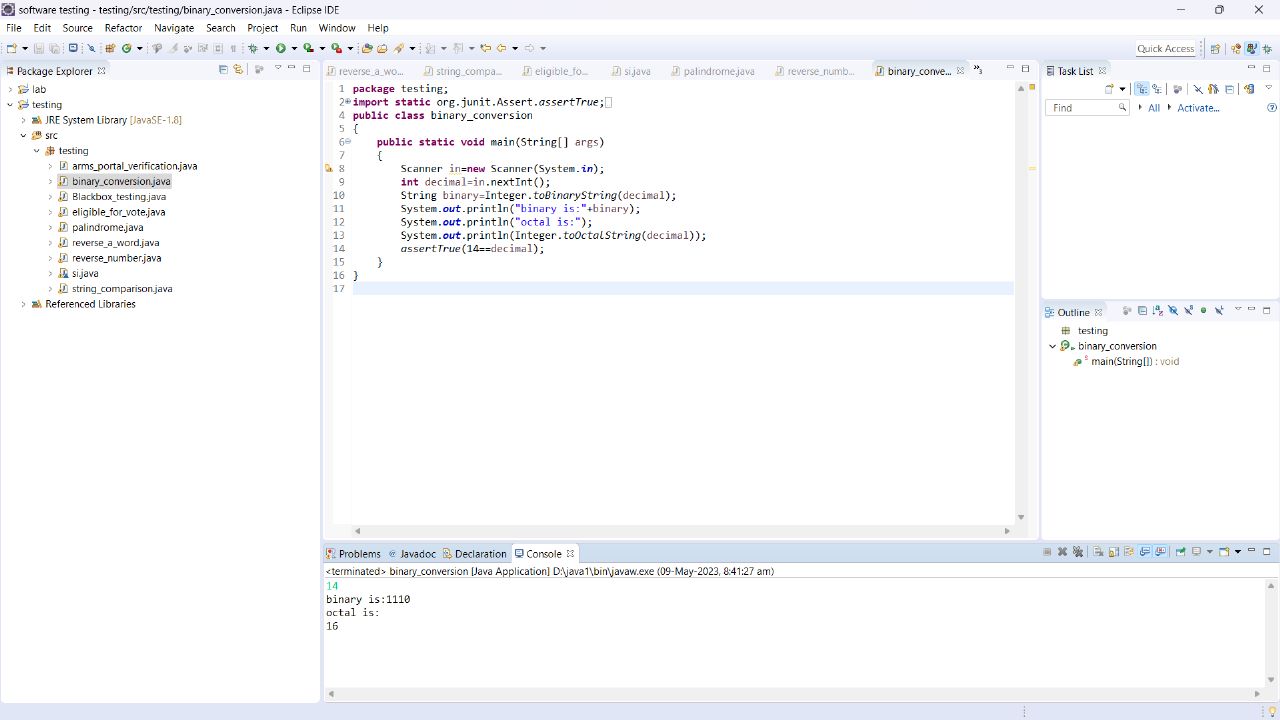 software testing - testing/src/testing/binary_conversion.java - Eclipse IDE
File Edit Source Refactor Navigate Search Project Run Window Help
Quick Access
Package Explorer
lab
testing
JRE System Library [JavaSE-1.8]
src
testing
arms_portal_verification.java
binary_conversion.java
Blackbox_testing.java
eligible_for_vote.java
palindrome.java
reverse_a_word.java
reverse_number.java
si.java
string_comparison.java
Referenced Libraries
reverse_a_wo... string_compa... eligible_fo... si.java palindrome.java reverse_numb... binary_conve... »3
1 package testing;
2 import static org.junit.Assert.assertTrue;
4 public class binary_conversion
5 {
6 public static void main(String[] args)
7 {
8 Scanner in=new Scanner(System.in);
9 int decimal=in.nextInt();
10 String binary=Integer.toBinaryString(decimal);
11 System.out.println("binary is:"+binary);
12 System.out.println("octal is:");
13 System.out.println(Integer.toOctalString(decimal));
14 assertTrue(14==decimal);
15 }
16 }
17
Task List
Find All Activate...
Outline
testing
binary_conversion
main(String[]) : void
Problems @ Javadoc Declaration Console
<terminated> binary_conversion [Java Application] D:\java1\bin\javaw.exe (09-May-2023, 8:41:27 am)
14
binary is:1110
octal is:
16